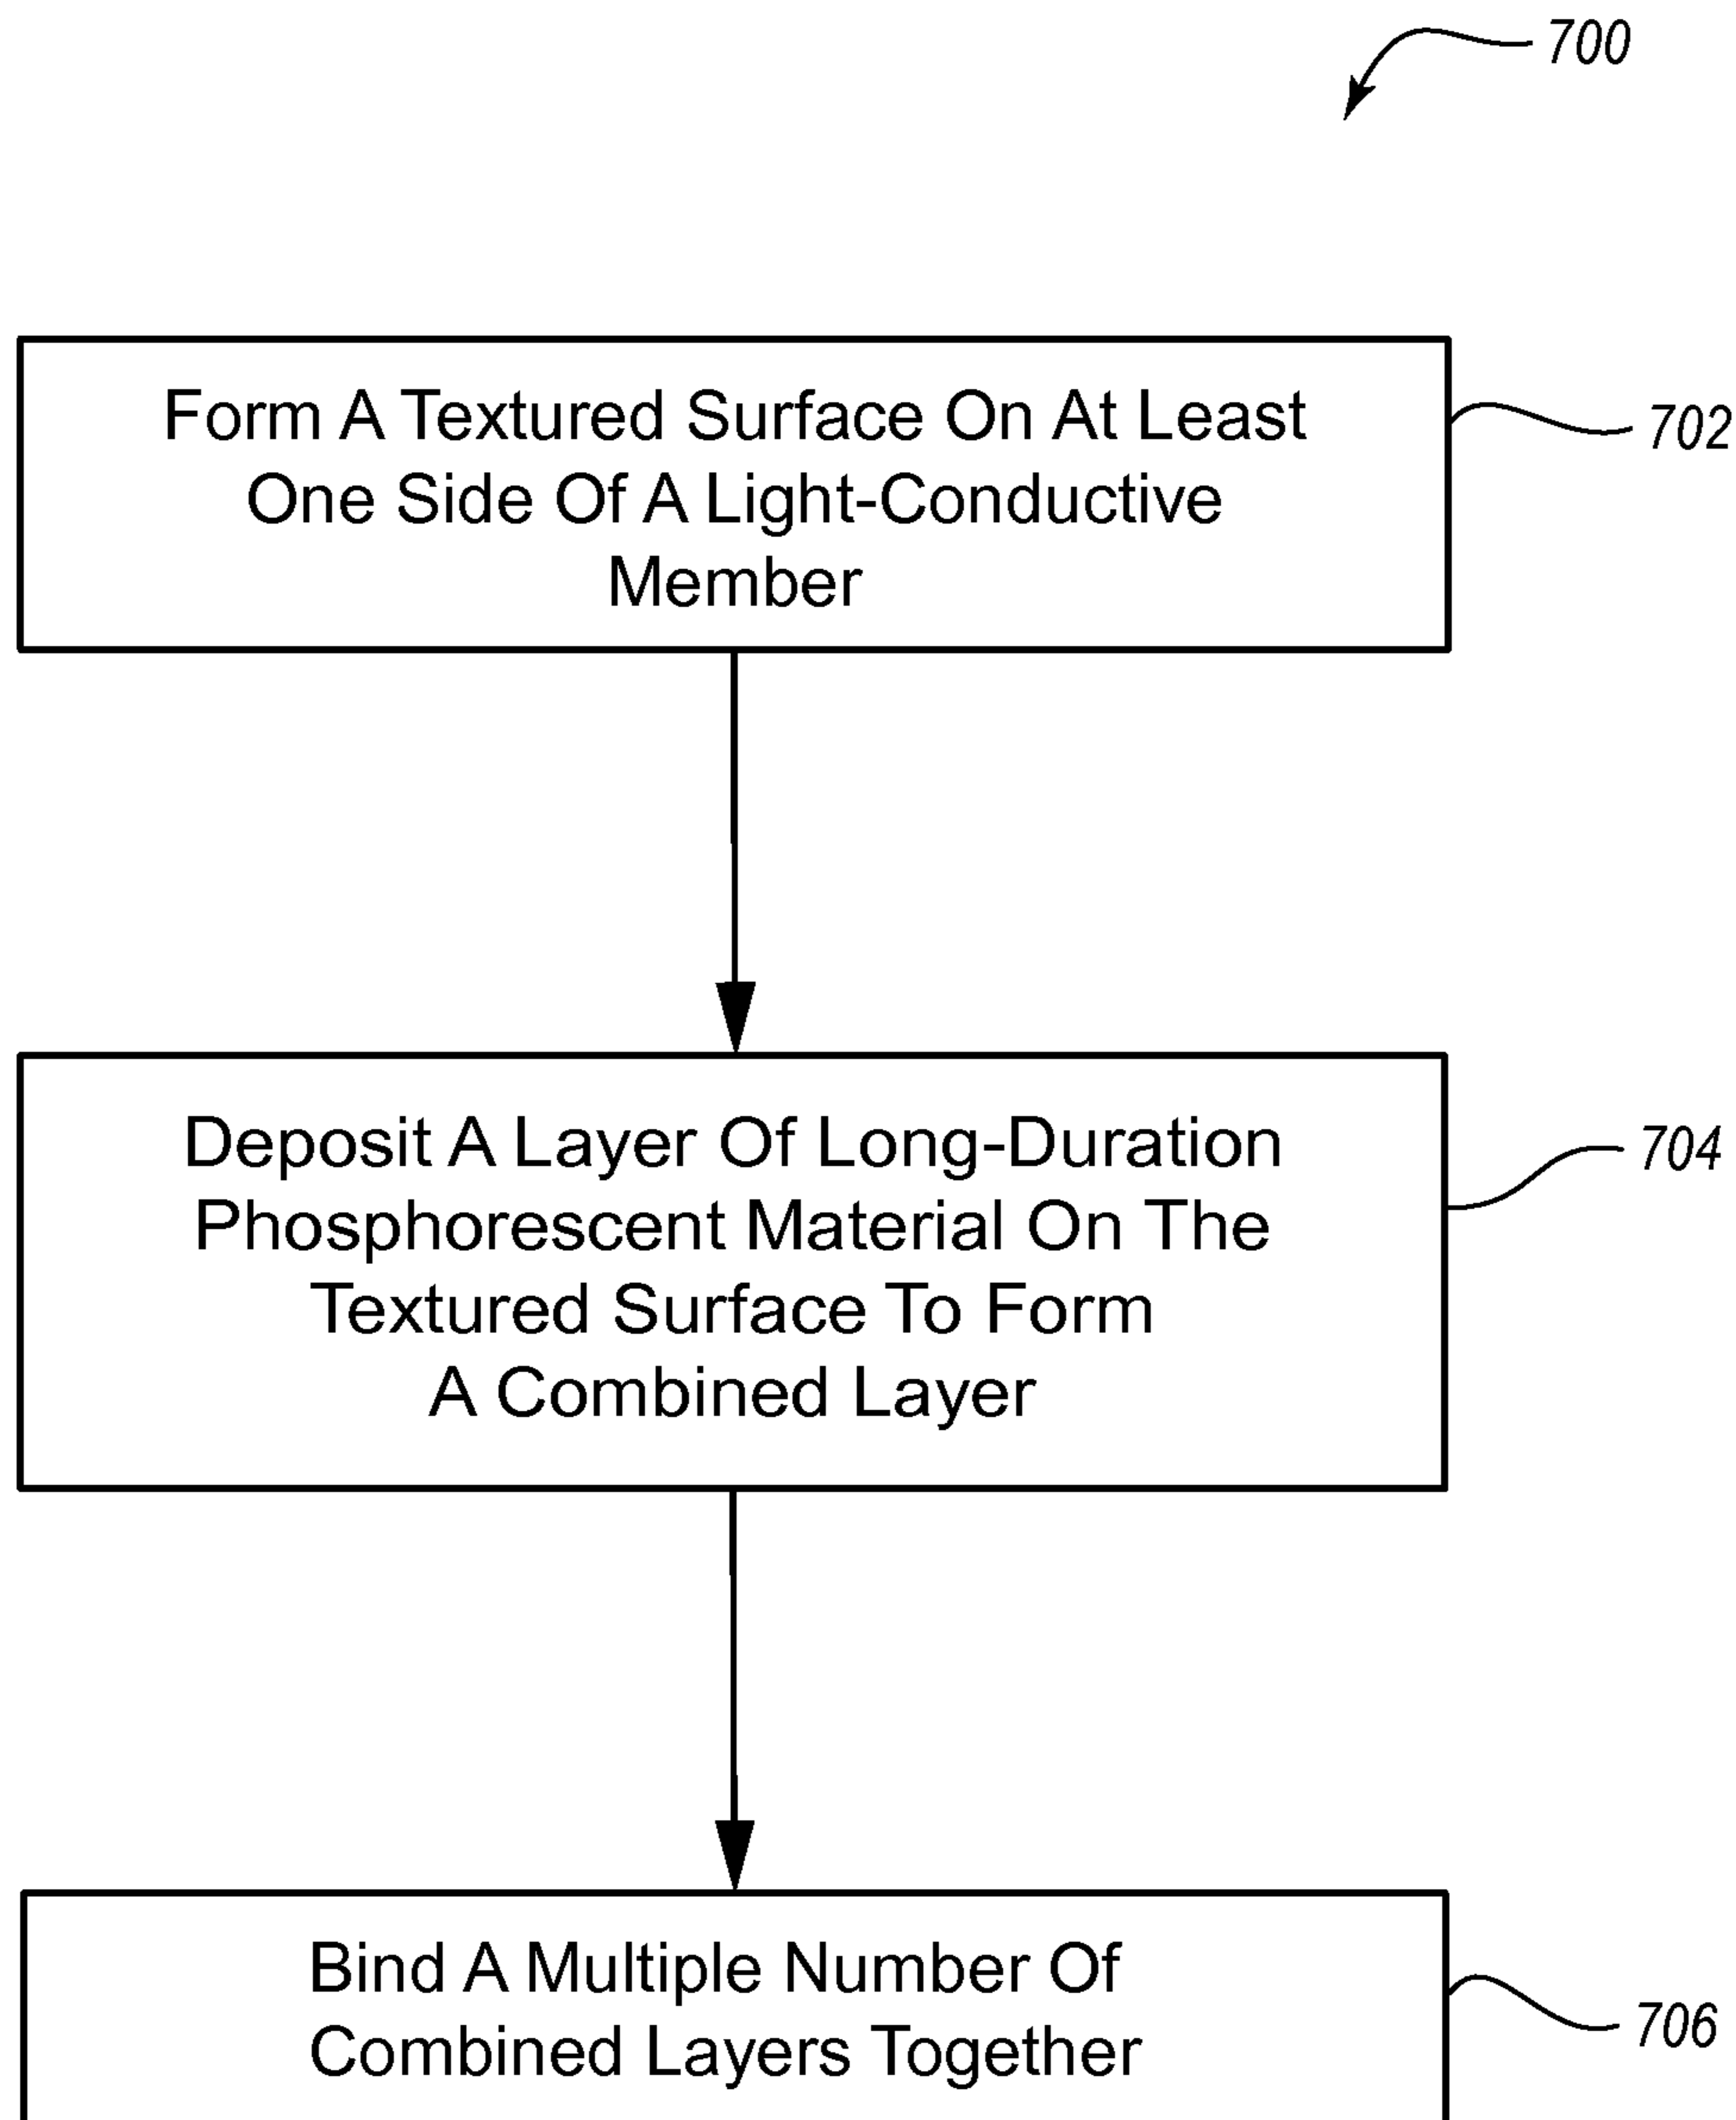 700
Form A Textured Surface On At Least
One Side Of A Light-Conductive
Member
702
Deposit A Layer Of Long-Duration
Phosphorescent Material On The
Textured Surface To Form
A Combined Layer
704
Bind A Multiple Number Of
Combined Layers Together
706